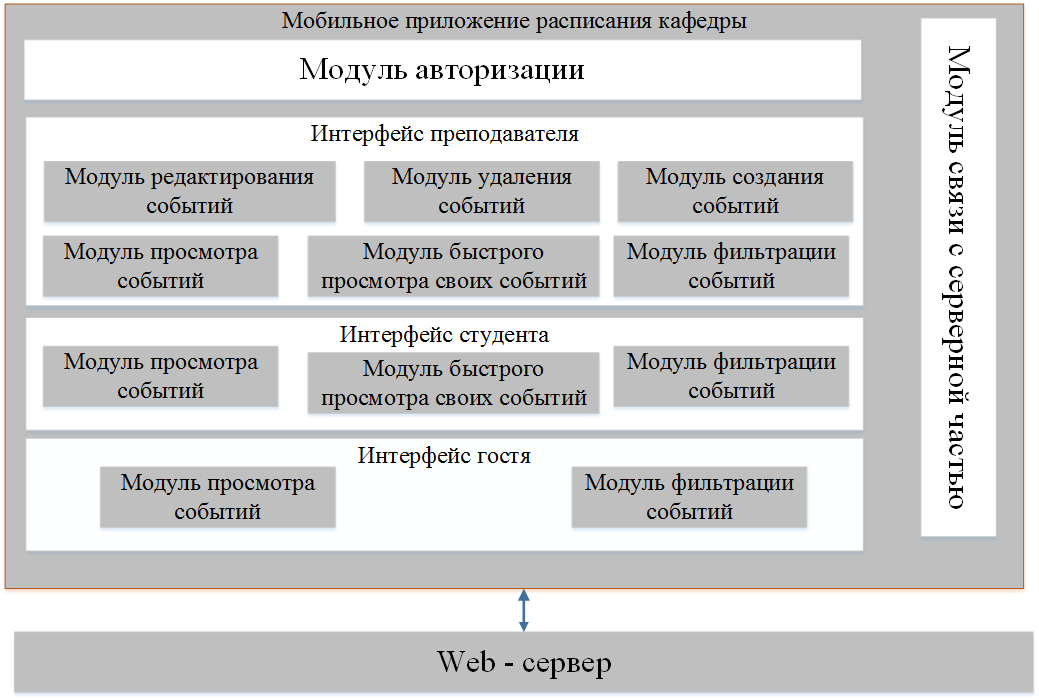 Мобильное приложение расписания кафедры
Модуль авторизации
Интерфейс преподавателя
Модуль редактирования
событий
Модуль удаления
событий
Модуль создания
событий
Модуль просмотра
событий
Модуль быстрого
просмотра своих событий
Модуль фильтрации
событий
Интерфейс студента
Модуль просмотра
событий
Модуль быстрого
просмотра своих событий
Модуль фильтрации
событий
Интерфейс гостя
Модуль просмотра
событий
Модуль фильтрации
событий
Модуль связи с серверной частью
Web - сервер